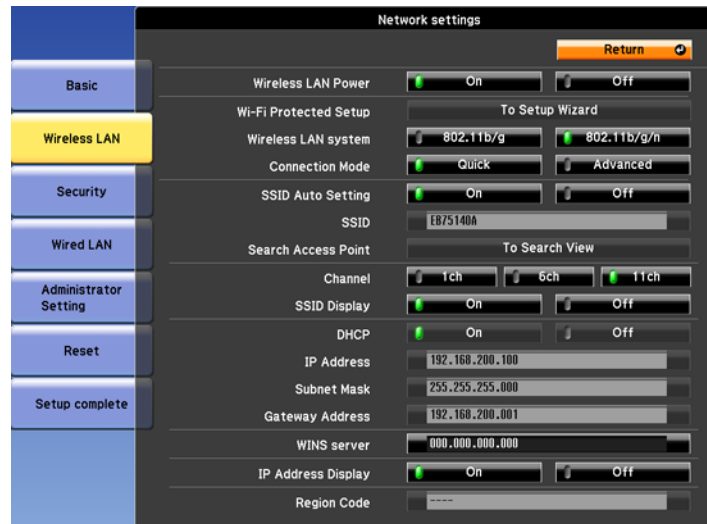 Network settings
Return
Basic
Wireless LAN
Security
Wired LAN
Administrator
Setting
Reset
Setup complete
Wireless LAN Power On Off
Wi-Fi Protected Setup To Setup Wizard
Wireless LAN system 802.11b/g 802.11b/g/n
Connection Mode Quick Advanced
SSID Auto Setting On Off
SSID EB75140A
Search Access Point To Search View
Channel 1ch 6ch 11ch
SSID Display On Off
DHCP On Off
IP Address 192.168.200.100
Subnet Mask 255.255.255.000
Gateway Address 192.168.200.001
WINS server 000.000.000.000
IP Address Display On Off
Region Code ----